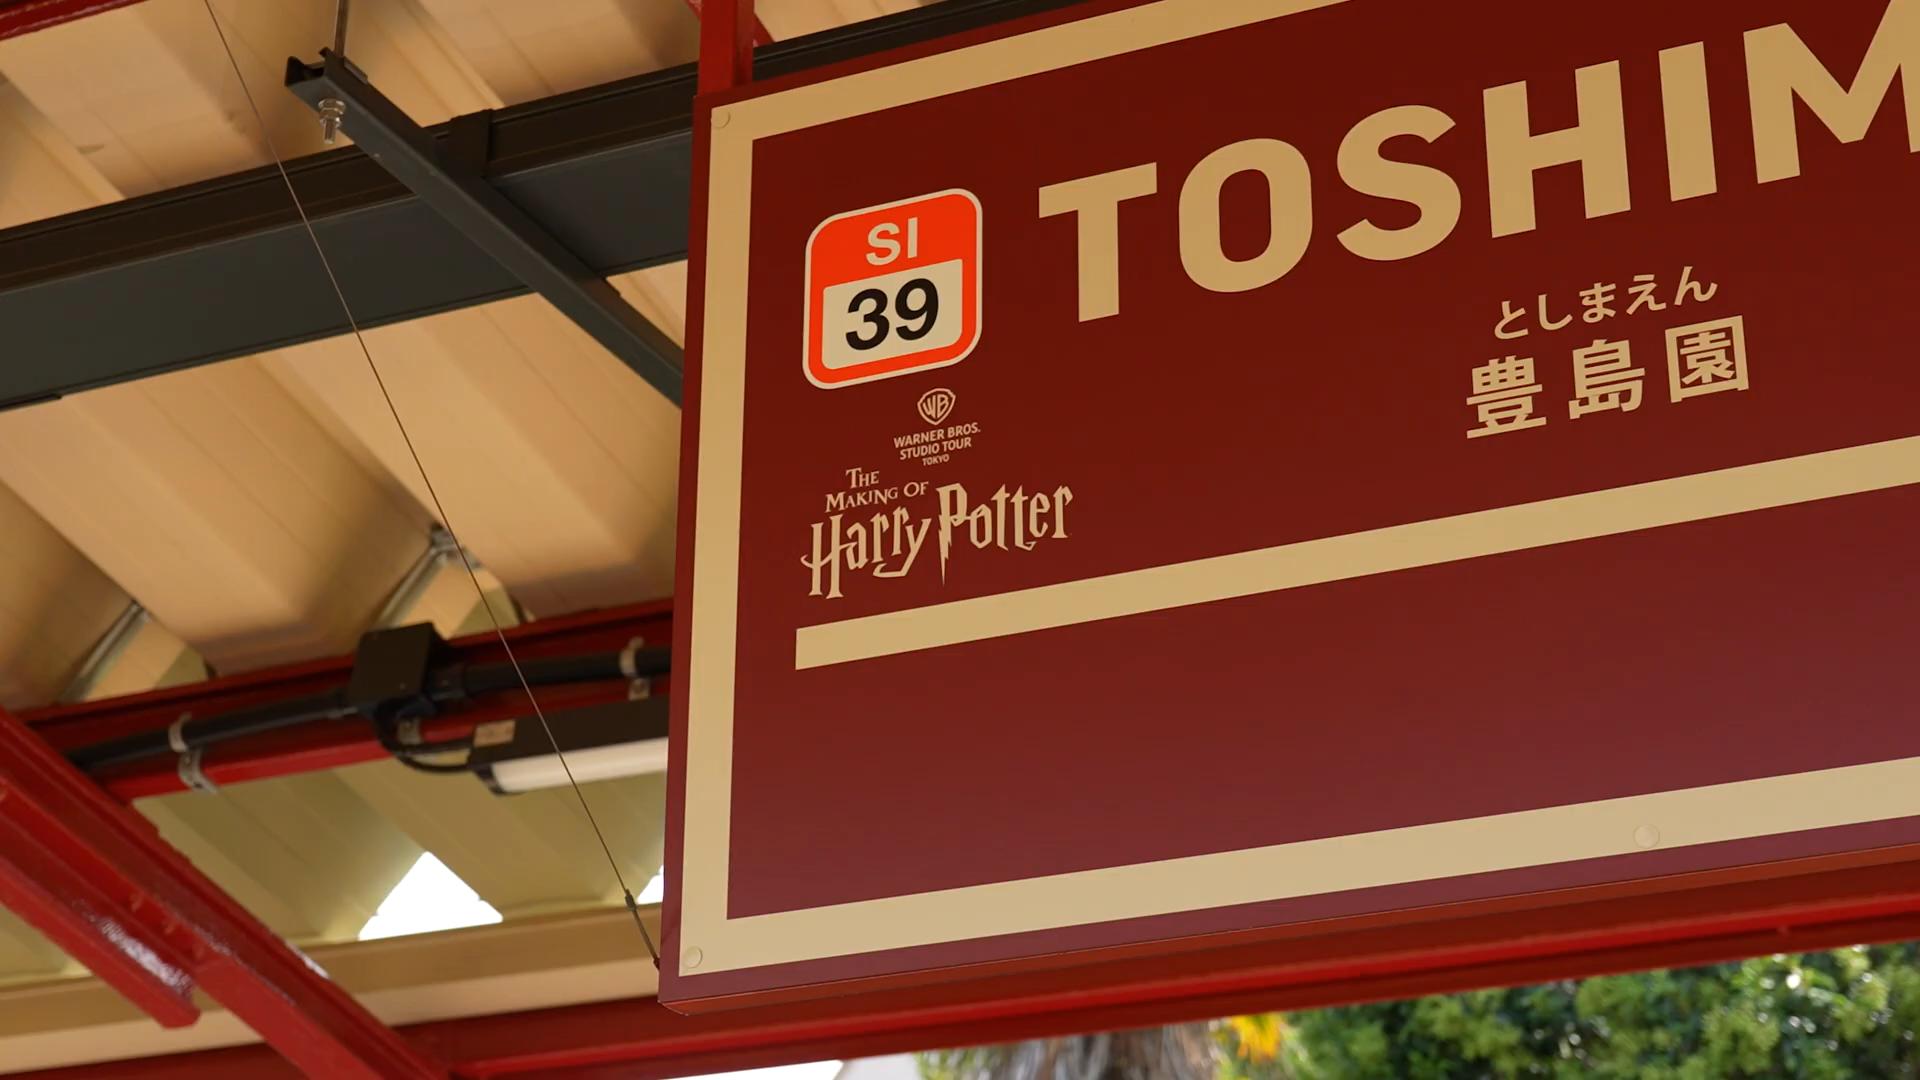 TOSHIM
SI
39
としまえん
豊島園
WB
WARNER BROS.
STUDIO TOUR
TOKYO
THE
MAKING OF
Harry Potter